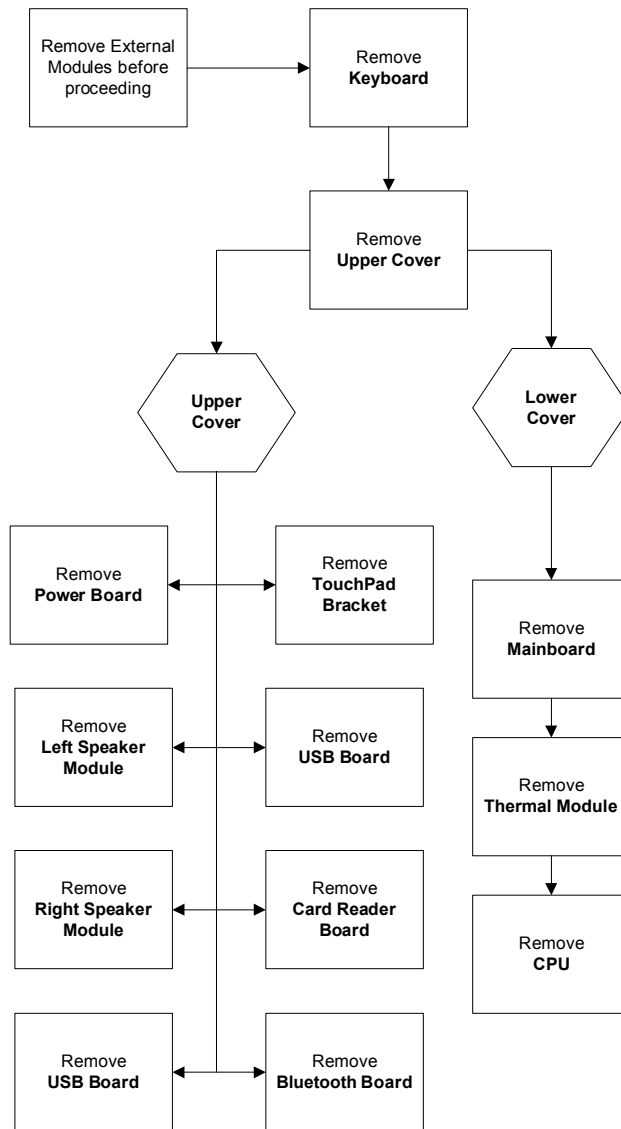 Remove External
Modules before
proceeding
Remove
Keyboard
Remove
Upper Cover
Upper
Cover
Lower
Cover
Remove
Power Board
Remove
TouchPad
Bracket
Remove
Mainboard
Remove
Left Speaker
Module
Remove
USB Board
Remove
Thermal Module
Remove
Right Speaker
Module
Remove
Card Reader
Board
Remove
CPU
Remove
USB Board
Remove
Bluetooth Board